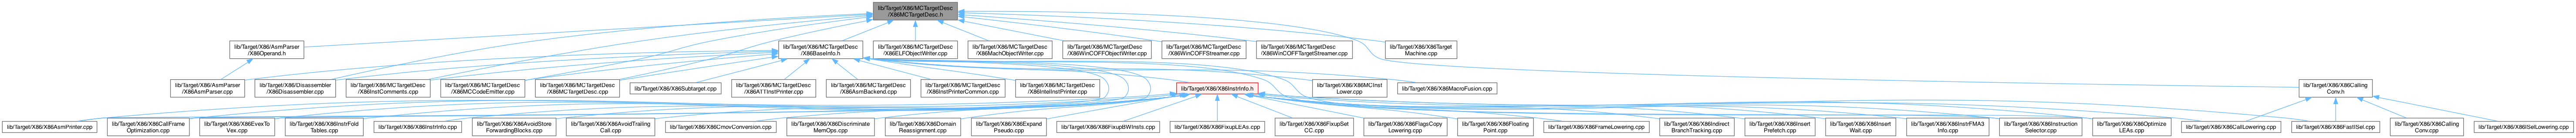 lib/Target/X86/MCTargetDesc
/X86MCTargetDesc.h
lib/Target/X86/AsmParser
/X86Operand.h
lib/Target/X86/MCTargetDesc
/X86BaseInfo.h
lib/Target/X86/MCTargetDesc
/X86ELFObjectWriter.cpp
lib/Target/X86/MCTargetDesc
/X86MachObjectWriter.cpp
lib/Target/X86/MCTargetDesc
/X86WinCOFFObjectWriter.cpp
lib/Target/X86/MCTargetDesc
/X86WinCOFFStreamer.cpp
lib/Target/X86/MCTargetDesc
/X86WinCOFFTargetStreamer.cpp
lib/Target/X86/X86Target
Machine.cpp
lib/Target/X86/AsmParser
/X86AsmParser.cpp
lib/Target/X86/Disassembler
/X86Disassembler.cpp
lib/Target/X86/MCTargetDesc
/X86InstComments.cpp
lib/Target/X86/MCTargetDesc
/X86MCCodeEmitter.cpp
lib/Target/X86/MCTargetDesc
/X86MCTargetDesc.cpp
lib/Target/X86/X86Subtarget.cpp
lib/Target/X86/MCTargetDesc
/X86ATTInstPrinter.cpp
lib/Target/X86/MCTargetDesc
/X86AsmBackend.cpp
lib/Target/X86/MCTargetDesc
/X86InstPrinterCommon.cpp
lib/Target/X86/MCTargetDesc
/X86IntelInstPrinter.cpp
lib/Target/X86/X86InstrInfo.h
lib/Target/X86/X86MCInst
Lower.cpp
lib/Target/X86/X86MacroFusion.cpp
lib/Target/X86/X86Calling
Conv.h
lib/Target/X86/X86AsmPrinter.cpp
lib/Target/X86/X86CallFrame
Optimization.cpp
lib/Target/X86/X86EvexTo
Vex.cpp
lib/Target/X86/X86InstrFold
Tables.cpp
lib/Target/X86/X86InstrInfo.cpp
lib/Target/X86/X86AvoidStore
ForwardingBlocks.cpp
lib/Target/X86/X86AvoidTrailing
Call.cpp
lib/Target/X86/X86CmovConversion.cpp
lib/Target/X86/X86Discriminate
MemOps.cpp
lib/Target/X86/X86Domain
Reassignment.cpp
lib/Target/X86/X86Expand
Pseudo.cpp
lib/Target/X86/X86FixupBWInsts.cpp
lib/Target/X86/X86FixupLEAs.cpp
lib/Target/X86/X86FixupSet
CC.cpp
lib/Target/X86/X86FlagsCopy
Lowering.cpp
lib/Target/X86/X86Floating
Point.cpp
lib/Target/X86/X86FrameLowering.cpp
lib/Target/X86/X86Indirect
BranchTracking.cpp
lib/Target/X86/X86Insert
Prefetch.cpp
lib/Target/X86/X86Insert
Wait.cpp
lib/Target/X86/X86InstrFMA3
Info.cpp
lib/Target/X86/X86Instruction
Selector.cpp
lib/Target/X86/X86Optimize
LEAs.cpp
lib/Target/X86/X86CallLowering.cpp
lib/Target/X86/X86FastISel.cpp
lib/Target/X86/X86Calling
Conv.cpp
lib/Target/X86/X86ISelLowering.cpp